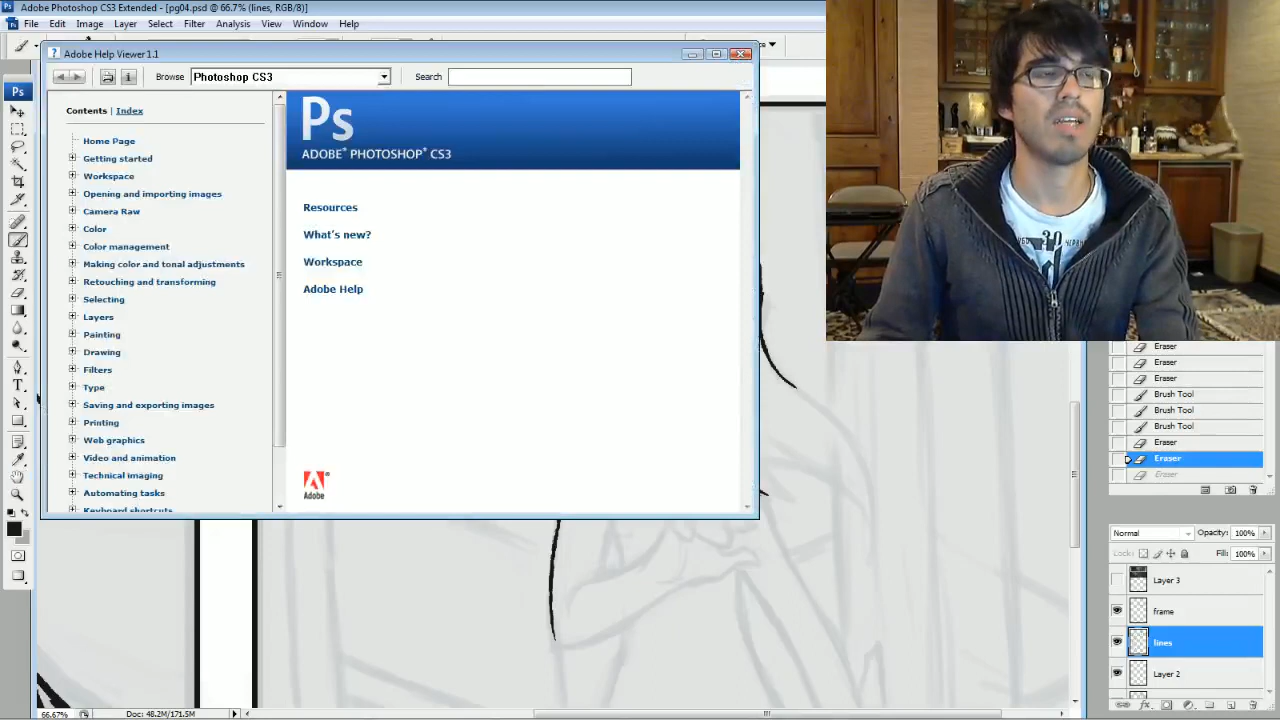 Adobe Photoshop CS3 Extended - [pg04.psd @ 66.7% (lines, RGB/8)]
File Edit Image Layer Select Filter Analysis View Window Help
Adobe Help Viewer 1.1
Browse Photoshop CS3 Search
Contents | Index
Home Page
Getting started
Workspace
Opening and importing images
Camera Raw
Color
Color management
Making color and tonal adjustments
Retouching and transforming
Selecting
Layers
Painting
Drawing
Filters
Type
Saving and exporting images
Printing
Web graphics
Video and animation
Technical imaging
Automating tasks
Keyboard shortcuts
Ps
ADOBE® PHOTOSHOP® CS3
Resources
What's new?
Workspace
Adobe Help
Adobe
Ps
30
Eraser
Eraser
Eraser
Brush Tool
Brush Tool
Brush Tool
Eraser
Eraser
Eraser
Normal Opacity: 100%
Lock: Fill: 100%
Layer 3
frame
lines
Layer 2
66.67% Doc: 48.2M/171.5M